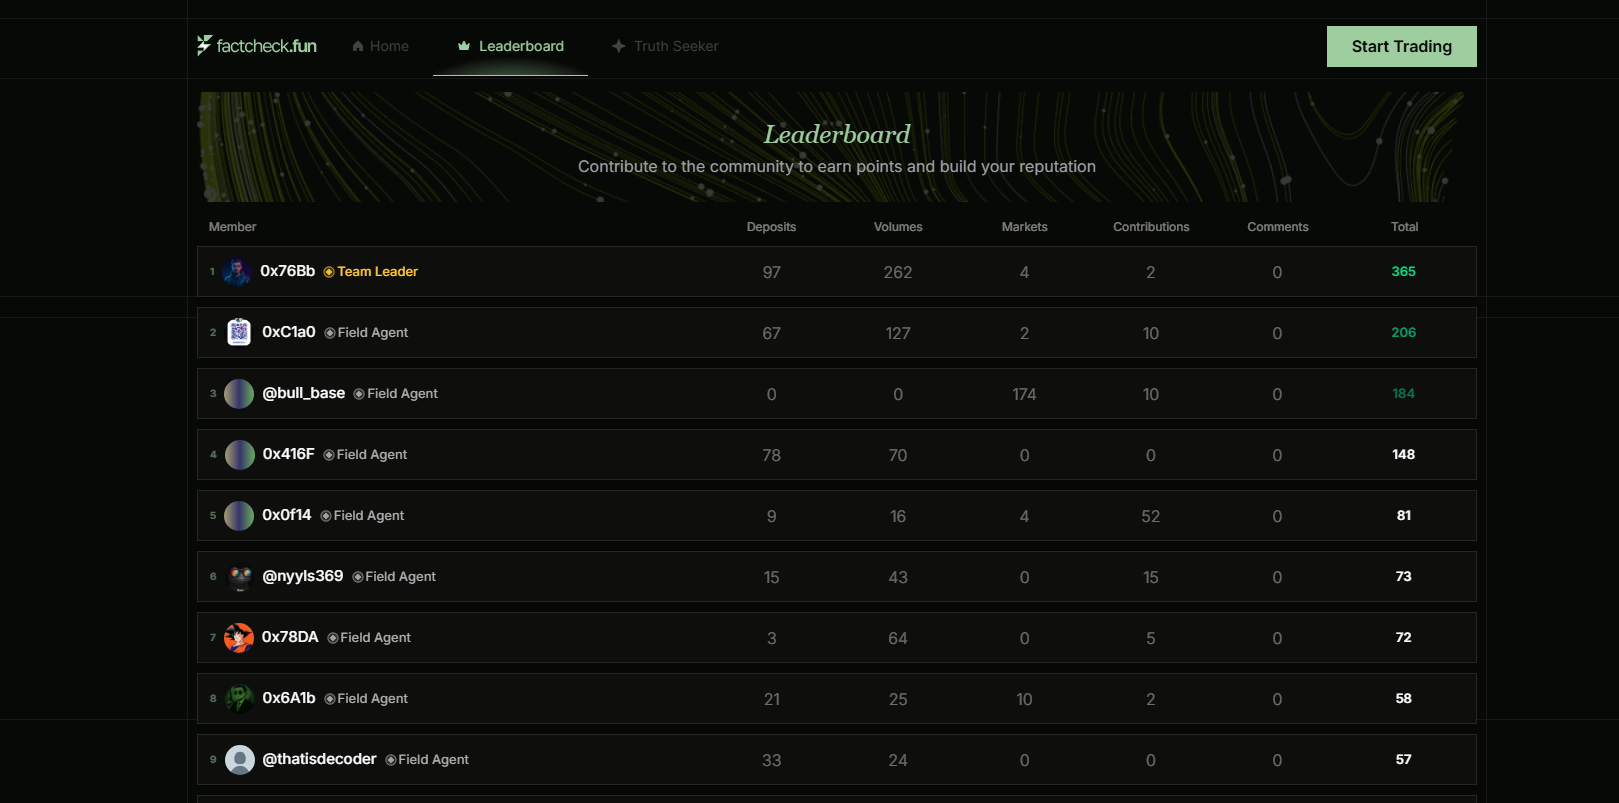 factcheck.fun Home Leaderboard Truth Seeker Start Trading
Leaderboard
Contribute to the community to earn points and build your reputation
Member Deposits Volumes Markets Contributions Comments Total
1 0x76Bb Team Leader 97 262 4 2 0 365
2 0xC1a0 Field Agent 67 127 2 10 0 206
3 @bull_base Field Agent 0 0 174 10 0 184
4 0x416F Field Agent 78 70 0 0 0 148
5 0x0f14 Field Agent 9 16 4 52 0 81
6 @nyyls369 Field Agent 15 43 0 15 0 73
7 0x78DA Field Agent 3 64 0 5 0 72
8 0x6A1b Field Agent 21 25 10 2 0 58
9 @thatisdecoder Field Agent 33 24 0 0 0 57